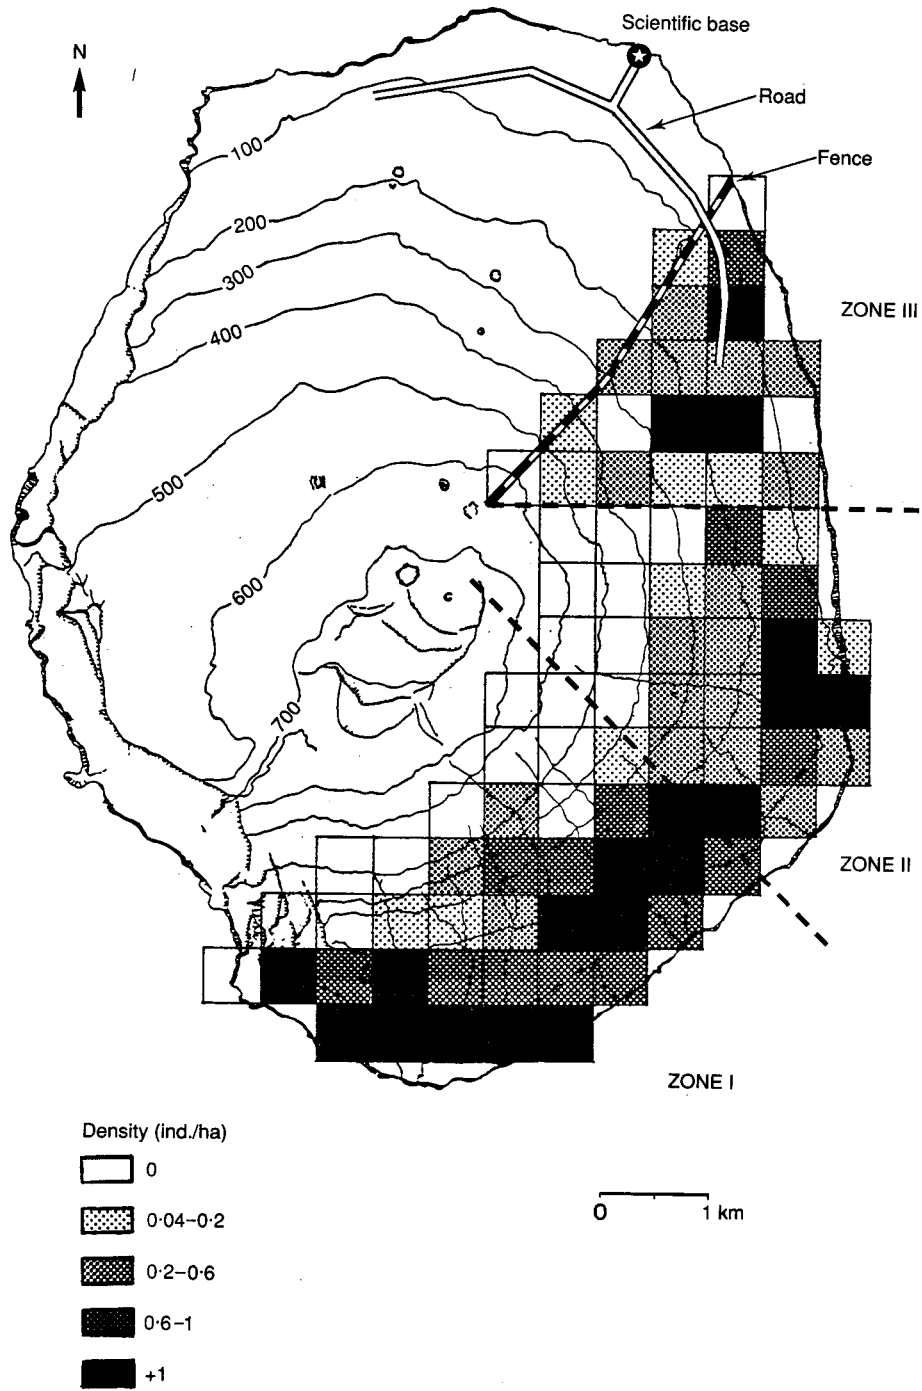 Scientific base
N
Road
Fence
100
200
300
400
500
600
700
ZONE III
ZONE II
ZONE I
Density (ind./ha)
0
0·04–0·2
0·2–0·6
0·6–1
+1
0 1 km